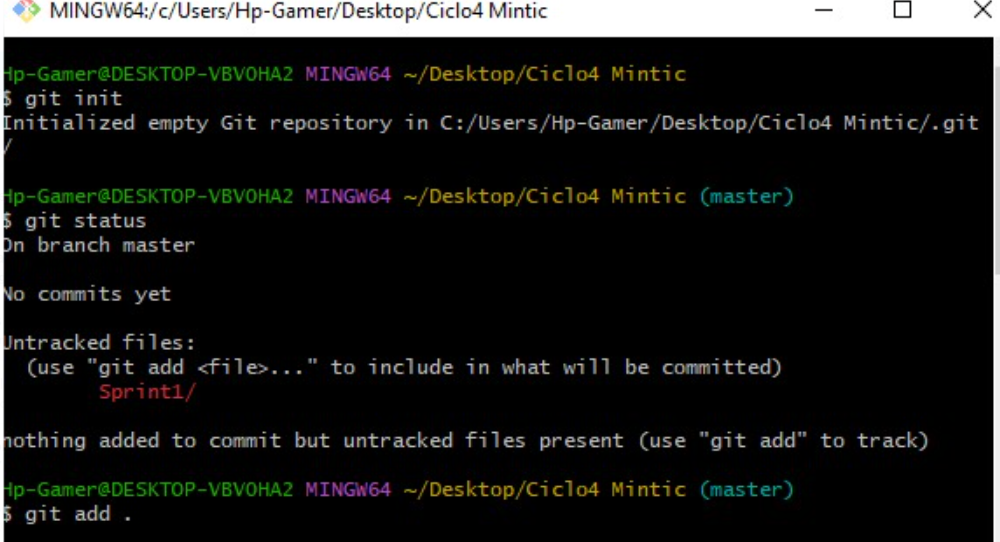 MINGW64:/c/Users/Hp-Gamer/Desktop/Ciclo4 Mintic
Hp-Gamer@DESKTOP-VBVOHA2 MINGW64 ~/Desktop/Ciclo4 Mintic
$ git init
Initialized empty Git repository in C:/Users/Hp-Gamer/Desktop/Ciclo4 Mintic/.git
/
Hp-Gamer@DESKTOP-VBVOHA2 MINGW64 ~/Desktop/Ciclo4 Mintic (master)
$ git status
On branch master
No commits yet
Untracked files:
(use "git add <file>..." to include in what will be committed)
Sprint1/
nothing added to commit but untracked files present (use "git add" to track)
Hp-Gamer@DESKTOP-VBVOHA2 MINGW64 ~/Desktop/Ciclo4 Mintic (master)
$ git add .